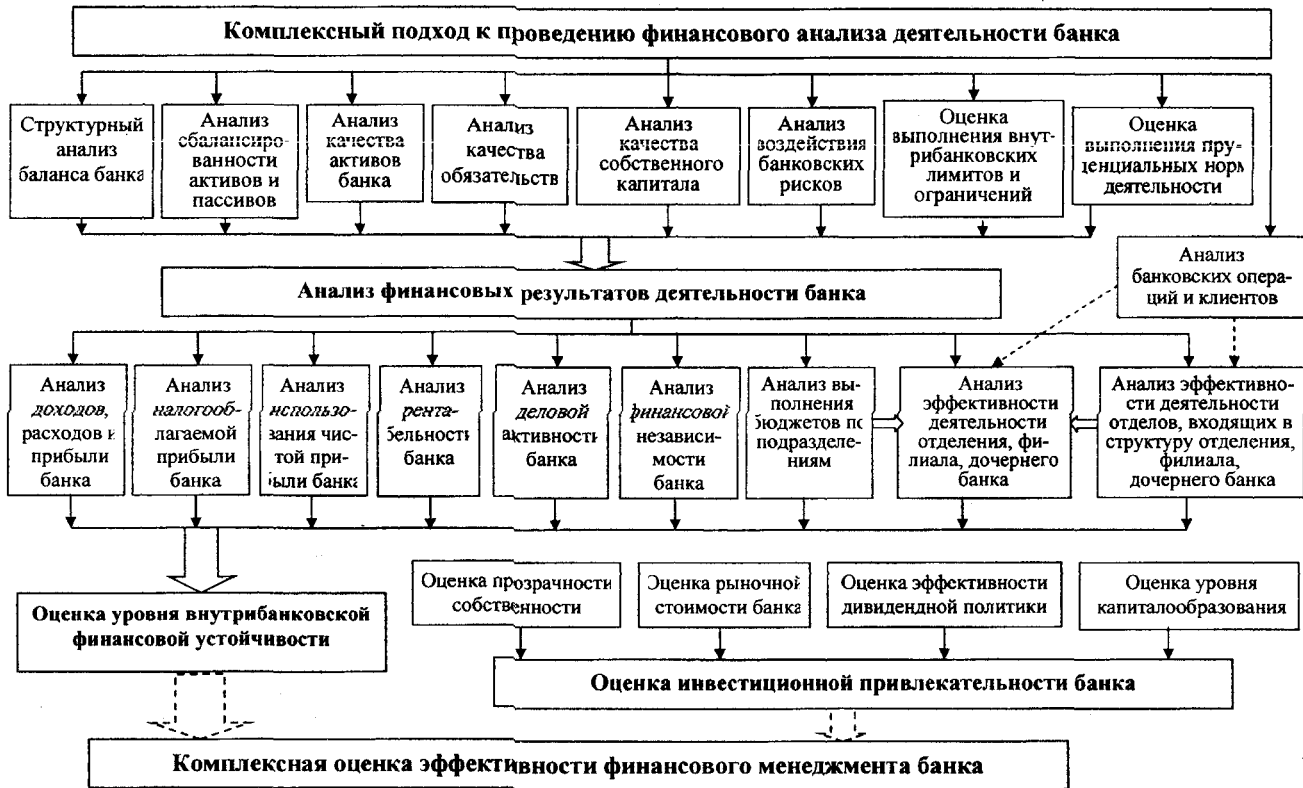 Комплексный подход к проведению финансового анализа деятельности банка
Структурный
анализ
баланса банка
Анализ
сбалансиро-
ванности
активов и
пассивов
Анализ
качества
активов
банка
Анализ
качества
обязательств
Анализ
качества
собственного
капитала
Анализ
воздействия
банковских
рисков
Оценка
выполнения внут-
рибанковских
лимитов и
ограничений
Оценка
выполнения пру-
денциальных норм
деятельности
Анализ
банковских опера-
ций и клиентов
Анализ финансовых результатов деятельности банка
Анализ
доходов,
расходов и
прибыли
банка
Анализ
налогооб-
лагаемой
прибыли
банка
Анализ
использо-
вания чис-
той при-
были банка
Анализ
рента-
бельности
банка
Анализ
деловой
активности
банка
Анализ
финансовой
независи-
мости
банка
Анализ вы-
полнения
бюджетов по
подразделе-
ниям
Анализ
эффективности
деятельности
отделения, фи-
лиала, дочернего
банка
Анализ эффективно-
сти деятельности
отделов, входящих в
структуру отделения,
филиала,
дочернего банка
Оценка прозрачности
собственности
Оценка рыночной
стоимости банка
Оценка эффективности
дивидендной политики
Оценка уровня
капиталообразования
Оценка уровня внутрибанковской
финансовой устойчивости
Оценка инвестиционной привлекательности банка
Комплексная оценка эффективности финансового менеджмента банка